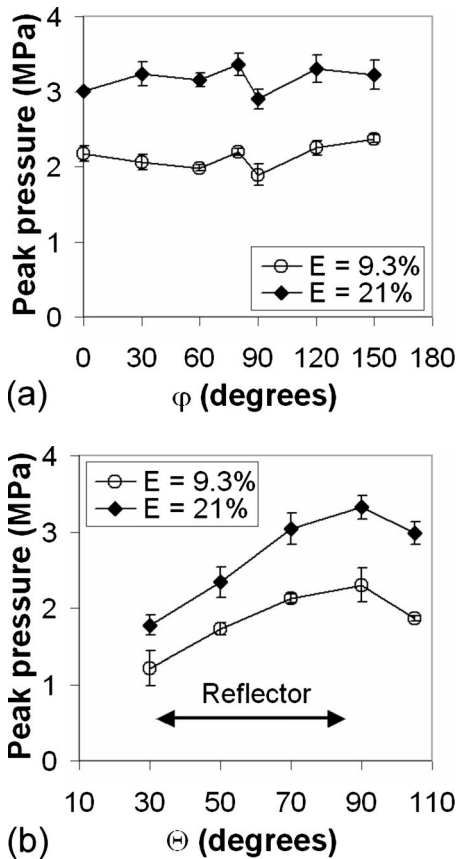 4
3
2
1
0
Peak pressure (MPa)
E = 9.3%
E = 21%
0 30 60 90 120 150 180
(a) φ (degrees)
4
3
2
1
0
Peak pressure (MPa)
E = 9.3%
E = 21%
Reflector
10 30 50 70 90 110
(b) Θ (degrees)